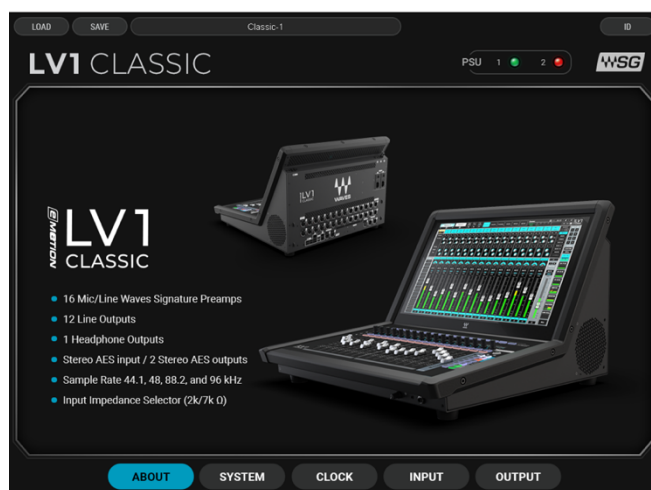 LOAD SAVE Classic-1 ID
LV1 CLASSIC
PSU 1 2
WSG
WAVES
LV1
eMOTION
LV1
CLASSIC
16 Mic/Line Waves Signature Preamps
12 Line Outputs
1 Headphone Outputs
Stereo AES input / 2 Stereo AES outputs
Sample Rate 44.1, 48, 88.2, and 96 kHz
Input Impedance Selector (2k/7k Ω)
ABOUT SYSTEM CLOCK INPUT OUTPUT